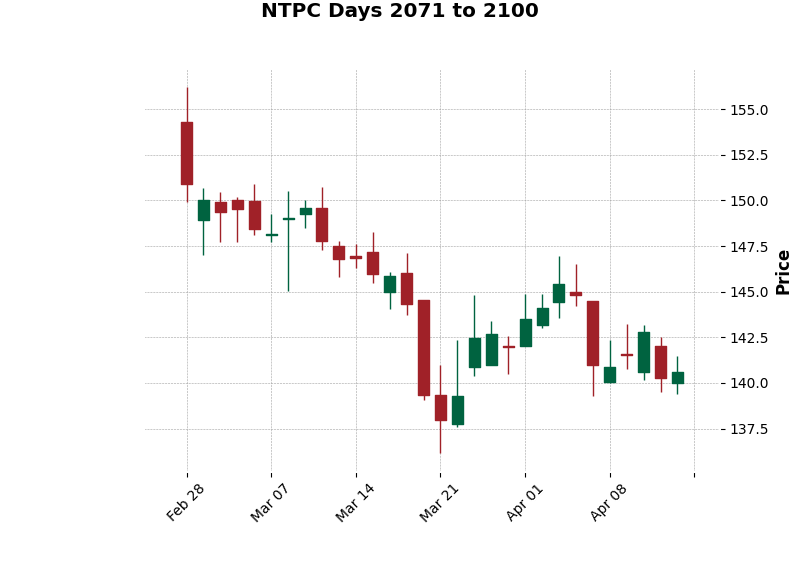 NTPC Days 2071 to 2100
155.0
152.5
150.0
147.5
145.0
142.5
140.0
137.5
Price
Feb 28
Mar 07
Mar 14
Mar 21
Apr 01
Apr 08